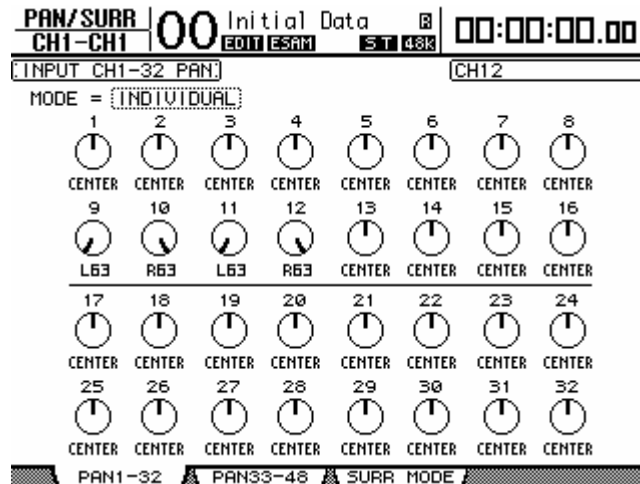 PAN/SURR
CH1-CH1
00 Initial Data R
EDIT ESAM ST 48k
00:00:00.00
INPUT CH1-32 PAN
CH12
MODE = INDIVIDUAL
1 2 3 4 5 6 7 8
CENTER CENTER CENTER CENTER CENTER CENTER CENTER CENTER
9 10 11 12 13 14 15 16
L63 R63 L63 R63 CENTER CENTER CENTER CENTER
17 18 19 20 21 22 23 24
CENTER CENTER CENTER CENTER CENTER CENTER CENTER CENTER
25 26 27 28 29 30 31 32
CENTER CENTER CENTER CENTER CENTER CENTER CENTER CENTER
PAN1-32 PAN33-48 SURR MODE